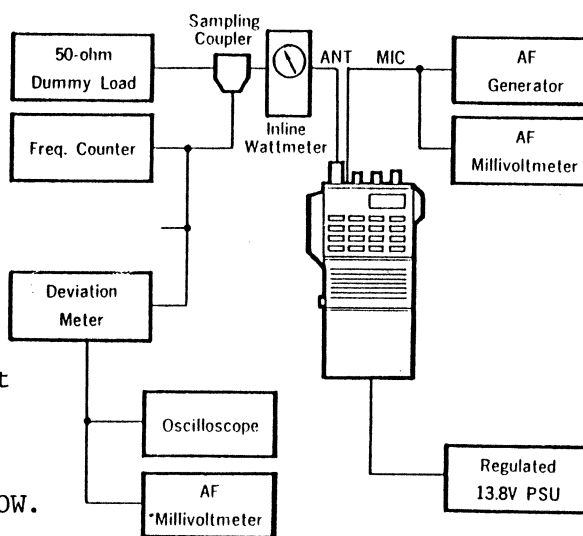 Sampling
Coupler
50-ohm
Dummy Load
ANT
MIC
AF
Generator
Freq. Counter
Inline
Wattmeter
AF
Millivoltmeter
Deviation
Meter
t
Oscilloscope
OW.
AF
Millivoltmeter
Regulated
13.8V PSU